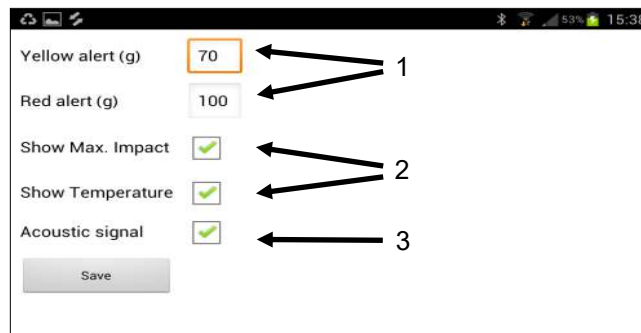 53% 15:38
Yellow alert (g) 70
1
Red alert (g) 100
Show Max. Impact
2
Show Temperature
Acoustic signal
3
Save